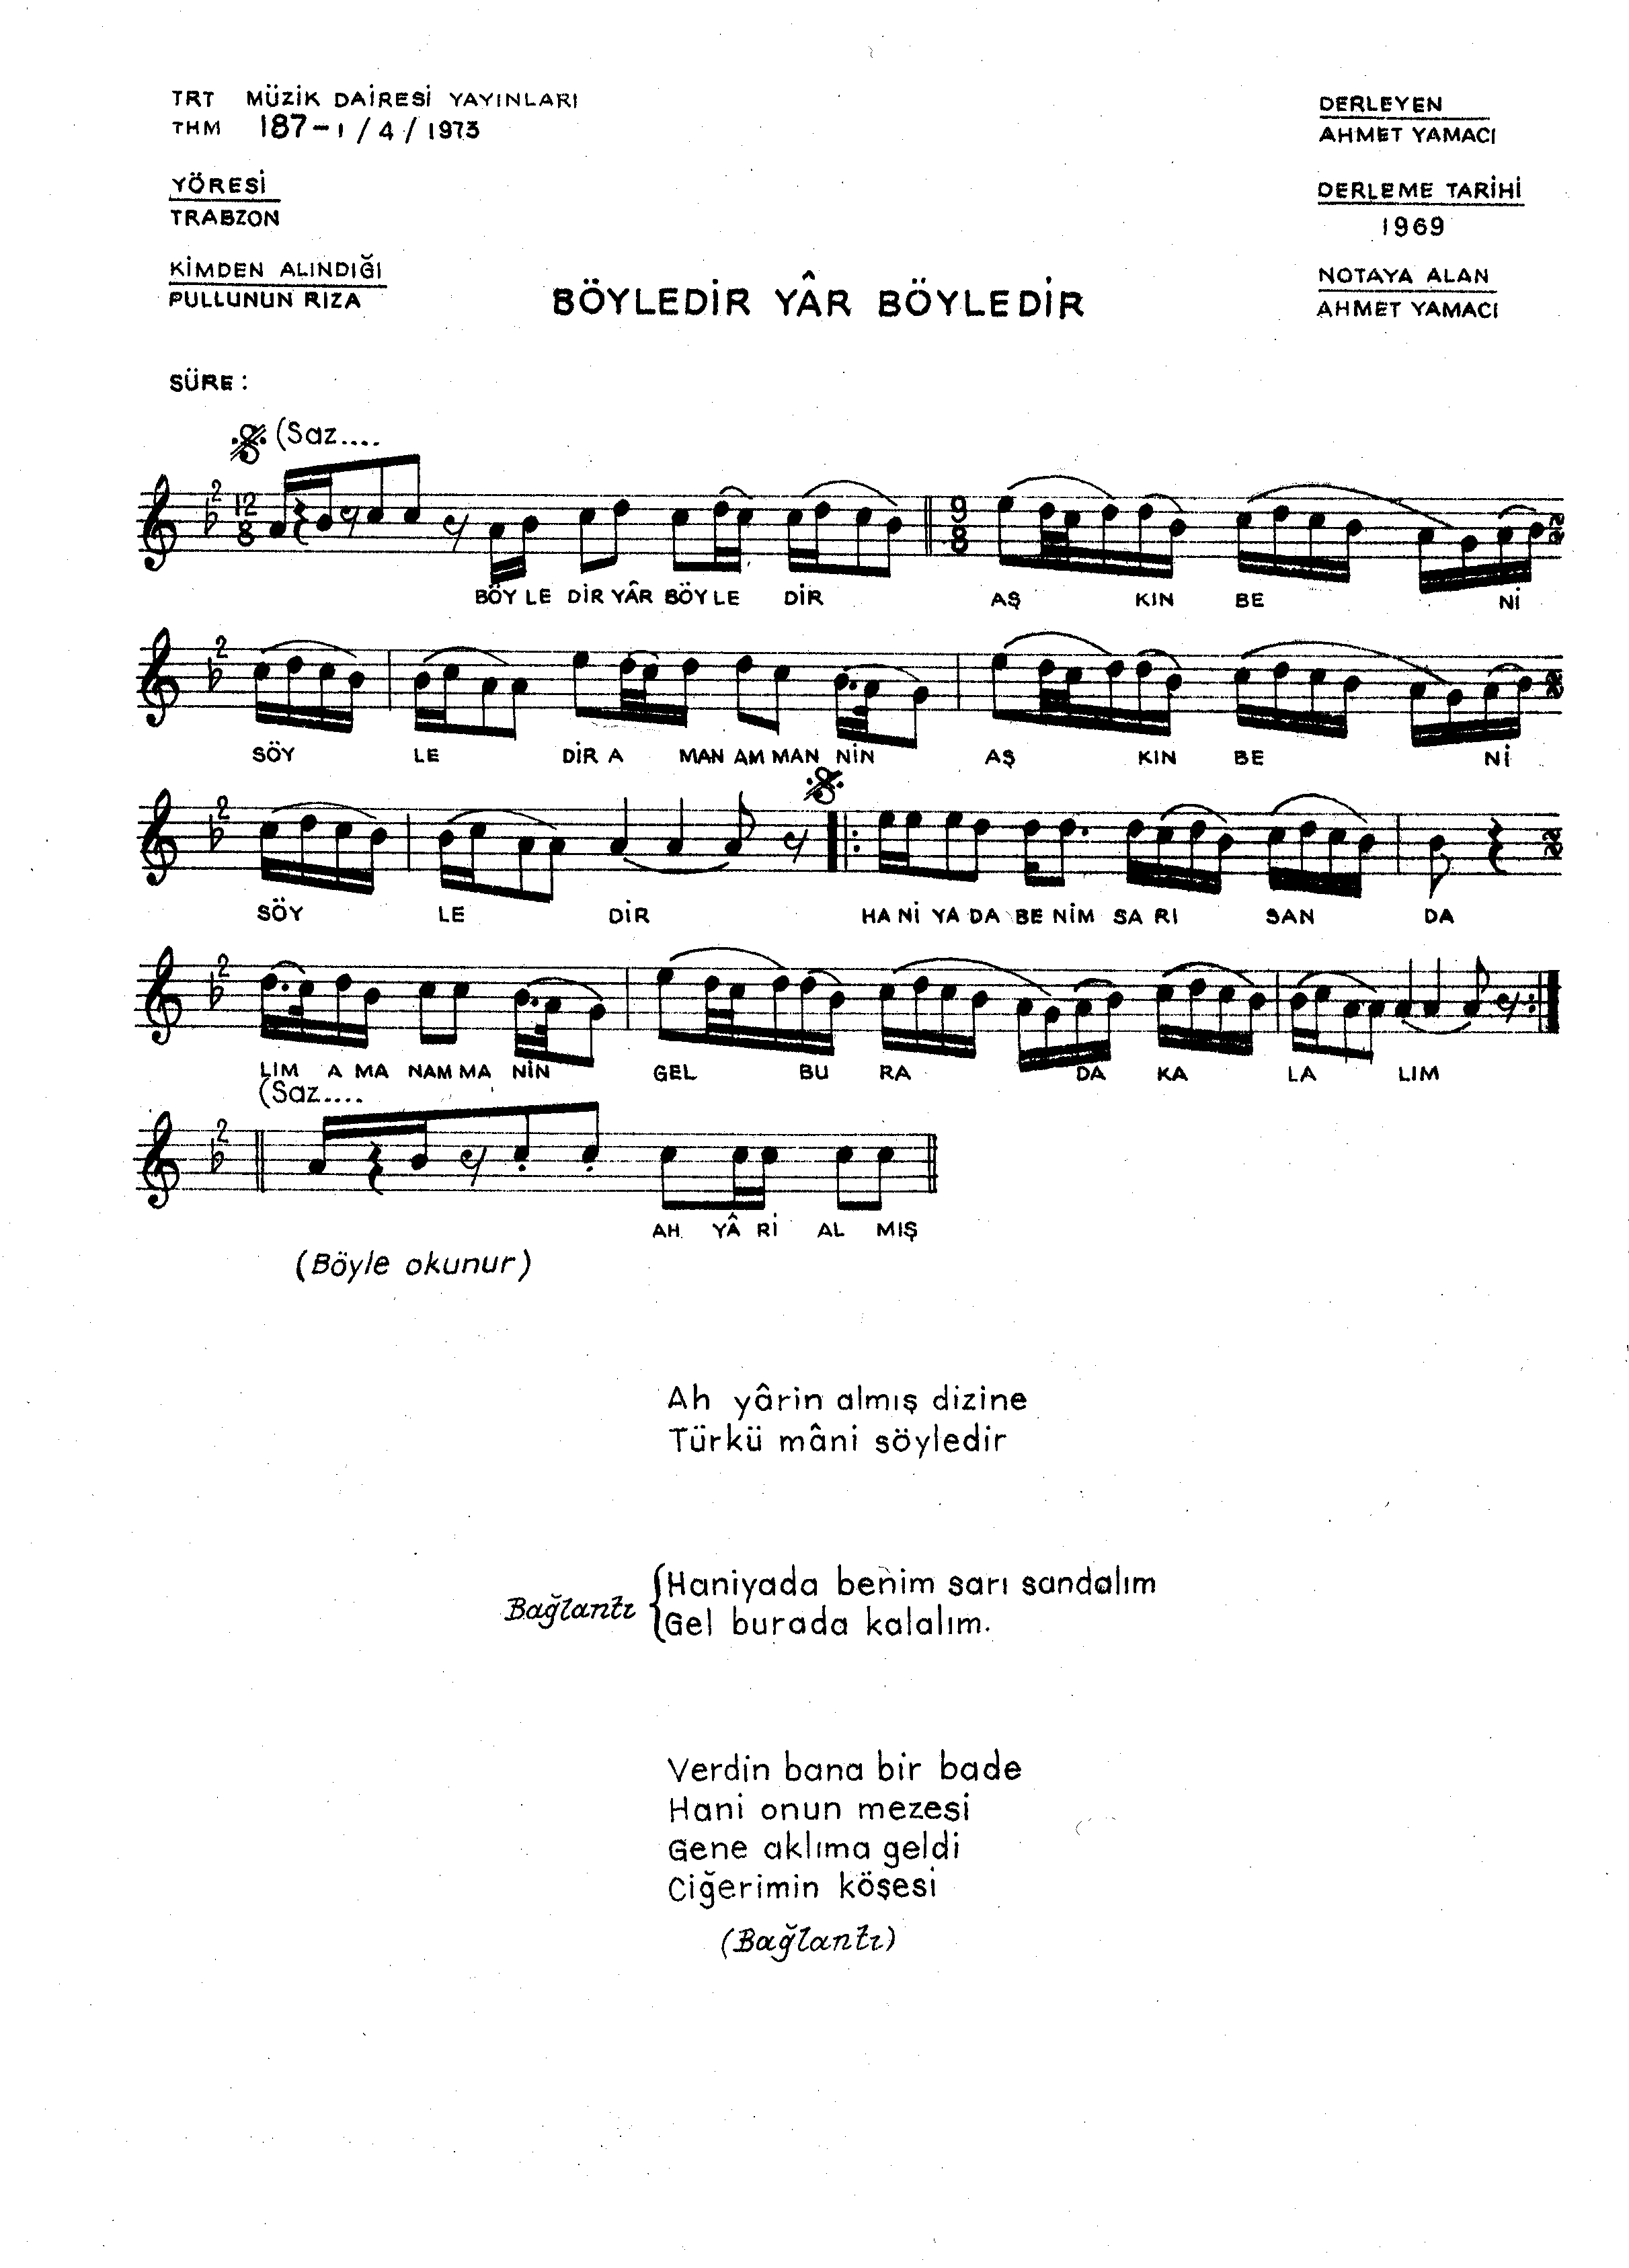 TRT MÜZİK DAİRESİ YAYINLARI
THM 187-1/4/1973
YÖRESİ
TRABZON
KİMDEN ALINDIĞI
PULLUNUN RIZA
DERLEYEN
AHMET YAMACI
DERLEME TARİHİ
1969
NOTAYA ALAN
AHMET YAMACI
BÖYLEDİR YÂR BÖYLEDİR
SÜRE:
(Saz....
2 12 8 9 8
BÖY LE DİR YÂR BÖY LE DİR AŞ KIN BE Nİ
2
SÖY LE DİR A MAN AM MAN NİN AŞ KIN BE Nİ
2
SÖY LE DİR HA Nİ YA DA BE NİM SA RI SAN DA
2
LIM A MA NAM MA NİN GEL BU RA DA KA LA LIM
(Saz....
2
AH YÂ Rİ AL MIŞ
(Böyle okunur)
Ah yârin almış dizine
Türkü mâni söyledir
Bağlantı
Haniyada benim sarı sandalım
Gel burada kalalım.
Verdin bana bir bade
Hani onun mezesi
Gene aklıma geldi
Ciğerimin köşesi
(Bağlantı)